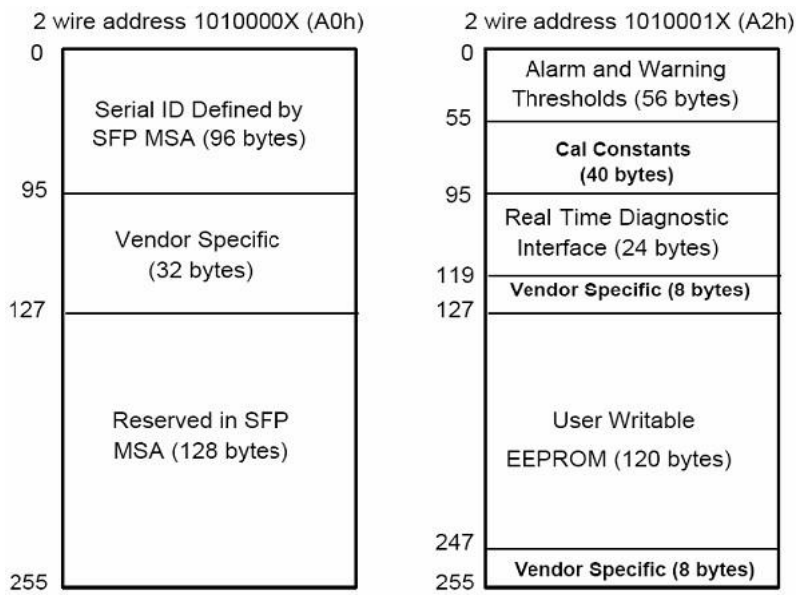 2 wire address 1010000X (A0h)
0
Serial ID Defined by
SFP MSA (96 bytes)
95
Vendor Specific
(32 bytes)
127
Reserved in SFP
MSA (128 bytes)
255
2 wire address 1010001X (A2h)
0
Alarm and Warning
Thresholds (56 bytes)
55
Cal Constants
(40 bytes)
95
Real Time Diagnostic
Interface (24 bytes)
119
Vendor Specific (8 bytes)
127
User Writable
EEPROM (120 bytes)
247
Vendor Specific (8 bytes)
255